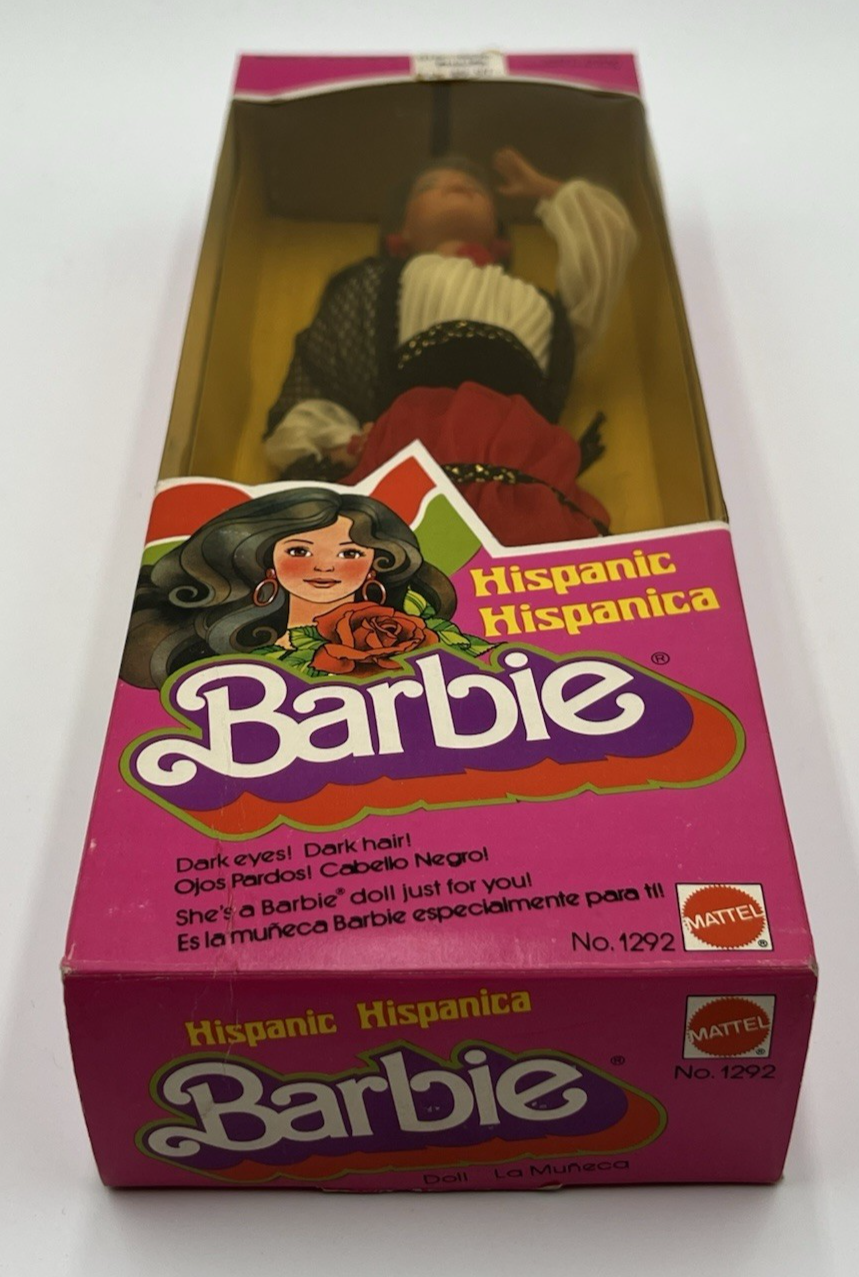 Hispanic
Hispanica
Barbie®
Dark eyes! Dark hair!
Ojos Pardos! Cabello Negro!
She's a Barbie® doll just for you!
Es la muñeca Barbie especialmente para ti!
No. 1292
MATTEL®
Hispanic Hispanica
MATTEL®
No. 1292
Barbie®
Doll La Muñeca